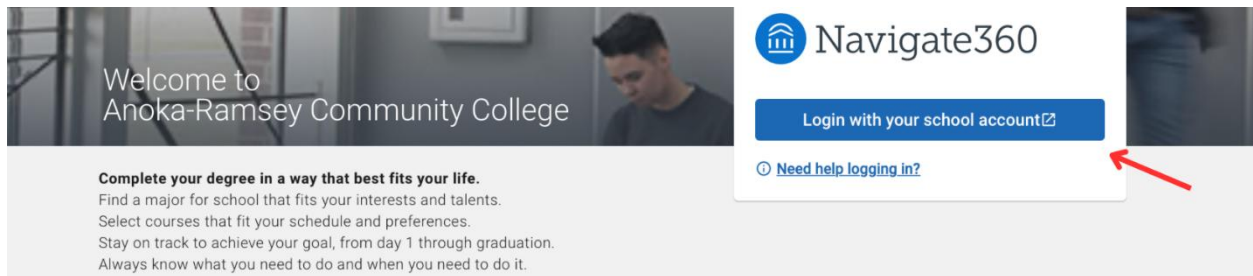 Welcome to
Anoka-Ramsey Community College
Navigate360
Login with your school account
Need help logging in?
Complete your degree in a way that best fits your life.
Find a major for school that fits your interests and talents.
Select courses that fit your schedule and preferences.
Stay on track to achieve your goal, from day 1 through graduation.
Always know what you need to do and when you need to do it.